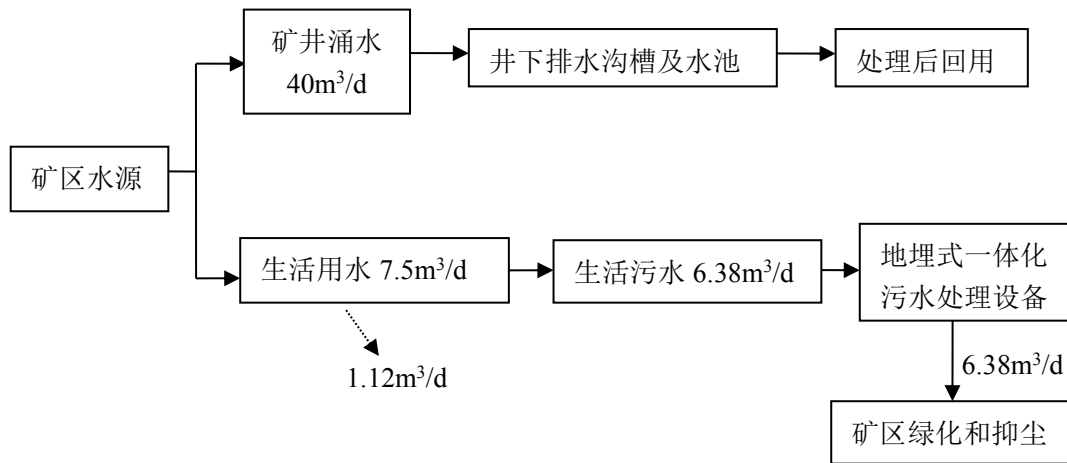 矿井涌水
40m³/d
井下排水沟槽及水池
处理后回用
矿区水源
生活用水 7.5m³/d
生活污水 6.38m³/d
地埋式一体化
污水处理设备
1.12m³/d
6.38m³/d
矿区绿化和抑尘